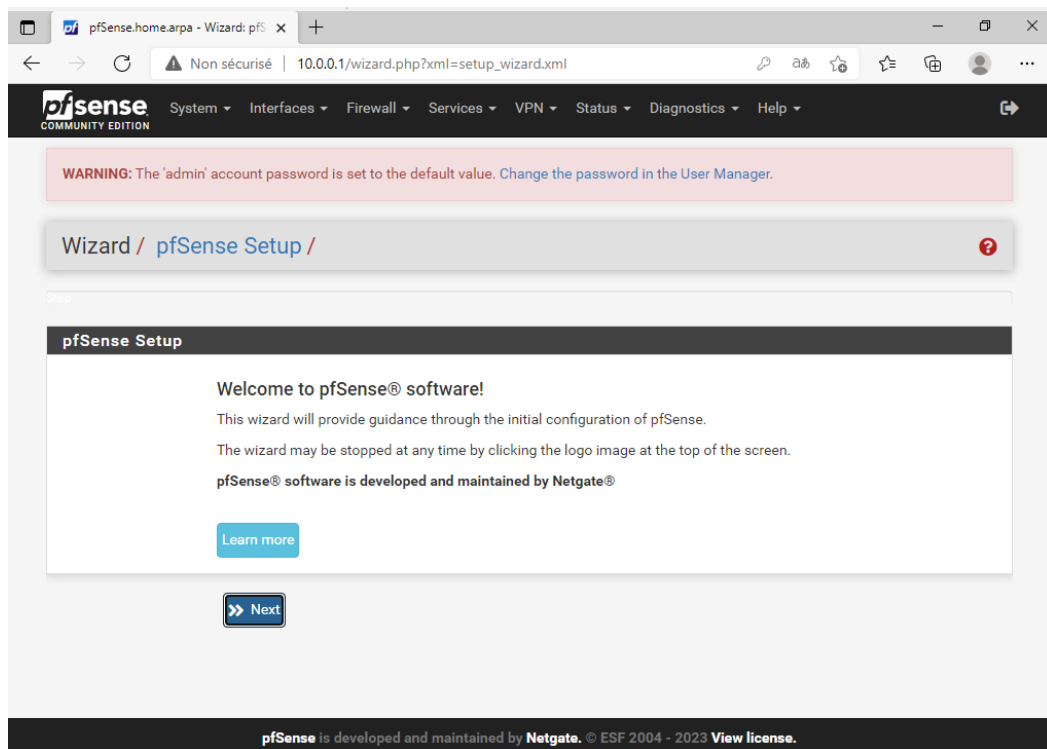 pfSense.home.arpa - Wizard: pfS
Non sécurisé | 10.0.0.1/wizard.php?xml=setup_wizard.xml
pfsense System Interfaces Firewall Services VPN Status Diagnostics Help
COMMUNITY EDITION
WARNING: The 'admin' account password is set to the default value. Change the password in the User Manager.
Wizard / pfSense Setup /
Step
pfSense Setup
Welcome to pfSense® software!
This wizard will provide guidance through the initial configuration of pfSense.
The wizard may be stopped at any time by clicking the logo image at the top of the screen.
pfSense® software is developed and maintained by Netgate®
Learn more
Next
pfSense is developed and maintained by Netgate. © ESF 2004 - 2023 View license.